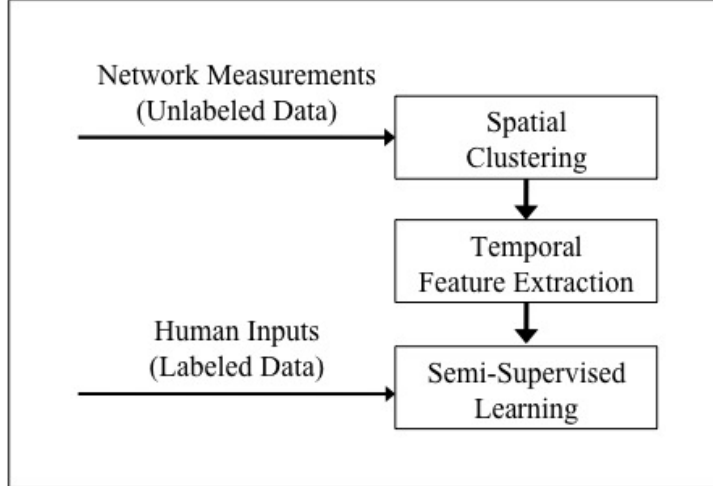 Network Measurements
(Unlabeled Data)
Spatial
Clustering
Temporal
Feature Extraction
Human Inputs
(Labeled Data)
Semi-Supervised
Learning